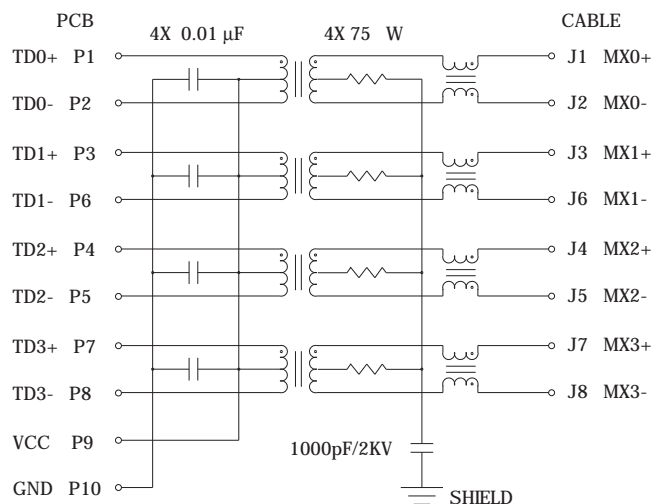 PCB CABLE
4X 0.01 µF 4X 75 W
TD0+ P1 J1 MX0+
TD0- P2 J2 MX0-
TD1+ P3 J3 MX1+
TD1- P6 J6 MX1-
TD2+ P4 J4 MX2+
TD2- P5 J5 MX2-
TD3+ P7 J7 MX3+
TD3- P8 J8 MX3-
VCC P9
1000pF/2KV
GND P10
SHIELD